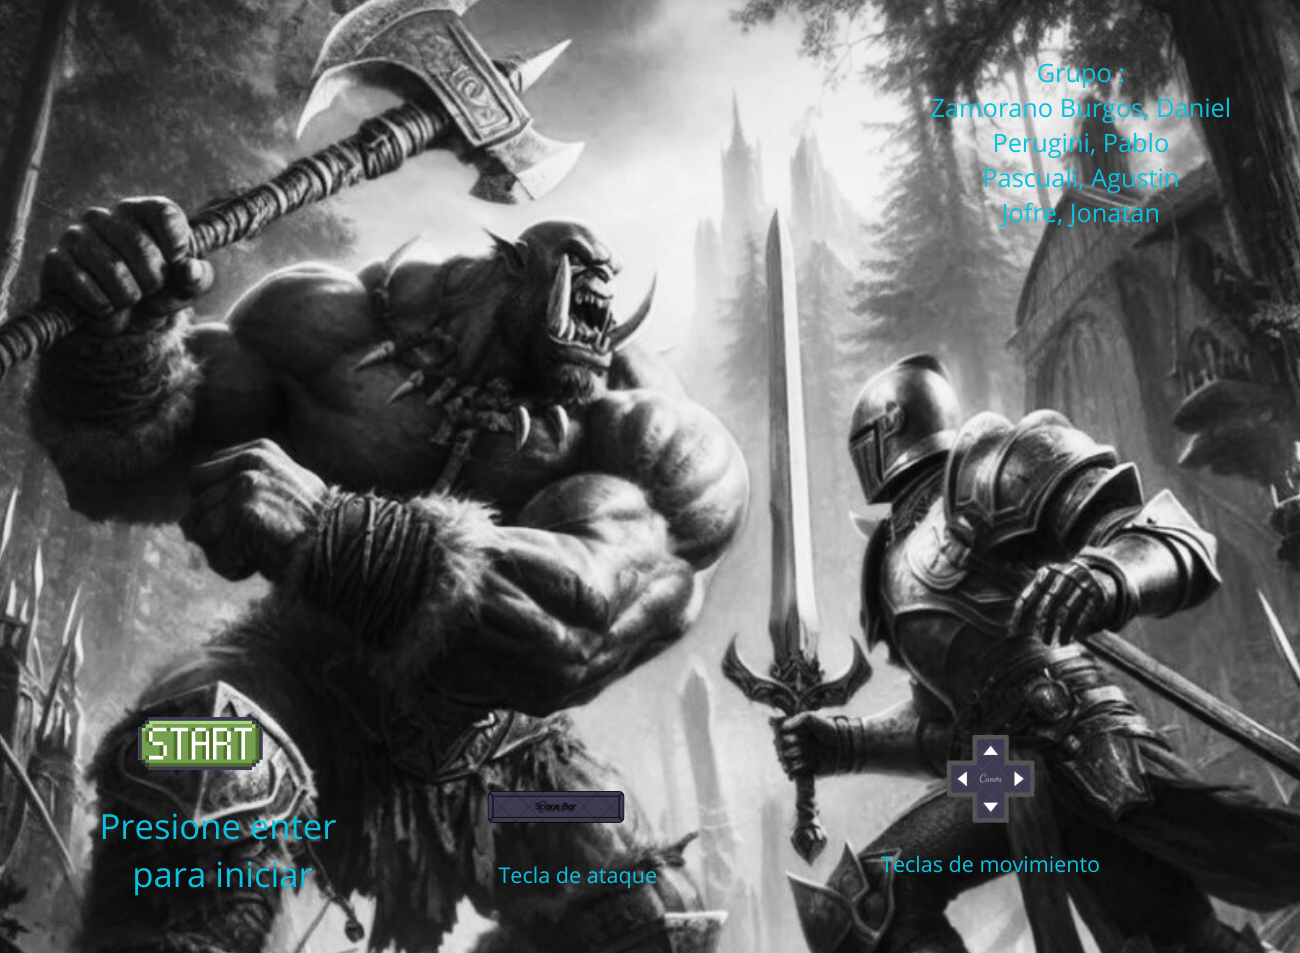 Grupo :
Zamorano Burgos, Daniel
Perugini, Pablo
Pascuali, Agustin
Jofre, Jonatan
START
Presione enter
para iniciar
Space Bar
Tecla de ataque
Canva
Teclas de movimiento